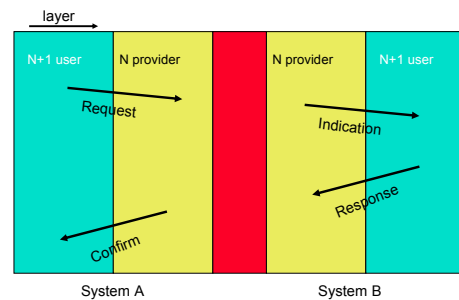 layer
N+1 user
N provider
N provider
N+1 user
Request
Indication
Response
Confirm
System A
System B